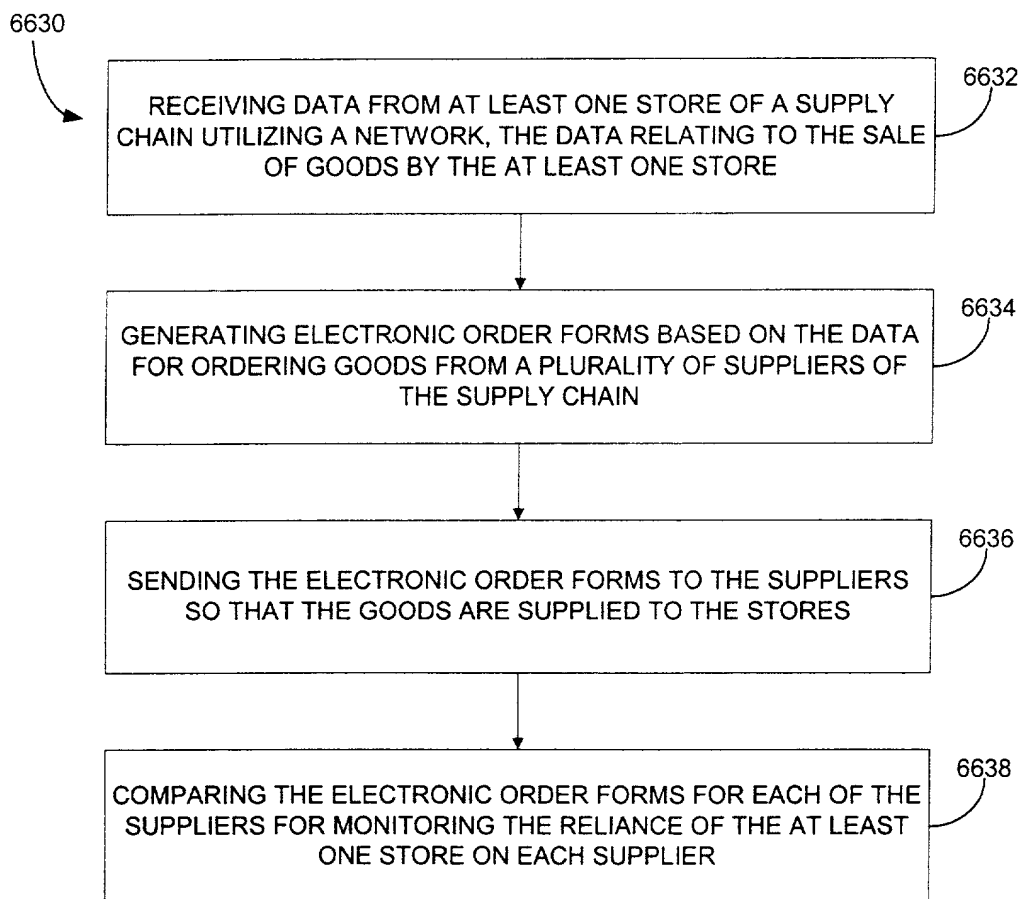 6630
6632
RECEIVING DATA FROM AT LEAST ONE STORE OF A SUPPLY
CHAIN UTILIZING A NETWORK, THE DATA RELATING TO THE SALE
OF GOODS BY THE AT LEAST ONE STORE
6634
GENERATING ELECTRONIC ORDER FORMS BASED ON THE DATA
FOR ORDERING GOODS FROM A PLURALITY OF SUPPLIERS OF
THE SUPPLY CHAIN
6636
SENDING THE ELECTRONIC ORDER FORMS TO THE SUPPLIERS
SO THAT THE GOODS ARE SUPPLIED TO THE STORES
6638
COMPARING THE ELECTRONIC ORDER FORMS FOR EACH OF THE
SUPPLIERS FOR MONITORING THE RELIANCE OF THE AT LEAST
ONE STORE ON EACH SUPPLIER